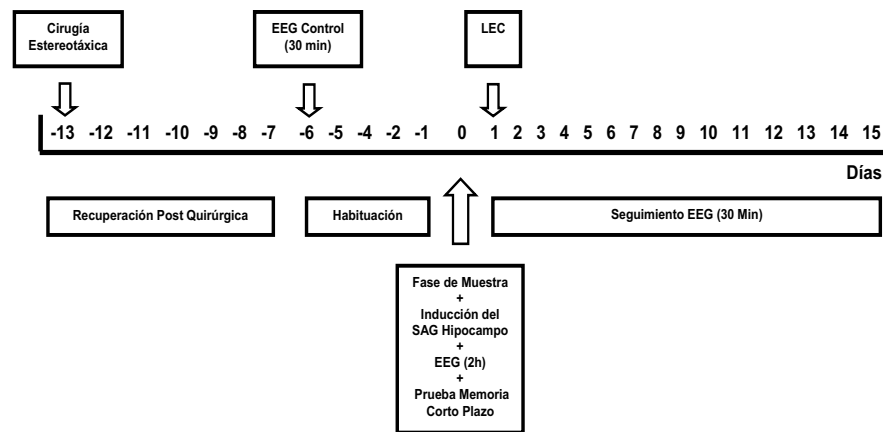 Cirugía
Estereotáxica
EEG Control
(30 min)
LEC
-13 -12 -11 -10 -9 -8 -7 -6 -5 -4 -2 -1 0 1 2 3 4 5 6 7 8 9 10 11 12 13 14 15
Días
Recuperación Post Quirúrgica
Habituación
Seguimiento EEG (30 Min)
Fase de Muestra
+
Inducción del
SAG Hipocampo
+
EEG (2h)
+
Prueba Memoria
Corto Plazo